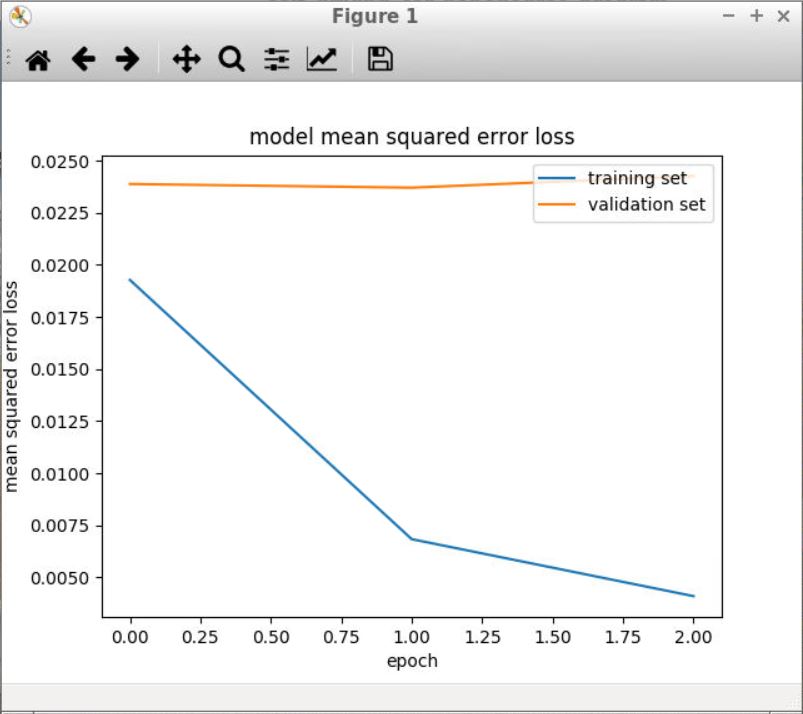 Figure 1
model mean squared error loss
0.0250
0.0225
0.0200
0.0175
0.0150
0.0125
0.0100
0.0075
0.0050
mean squared error loss
training set
validation set
0.00 0.25 0.50 0.75 1.00 1.25 1.50 1.75 2.00
epoch